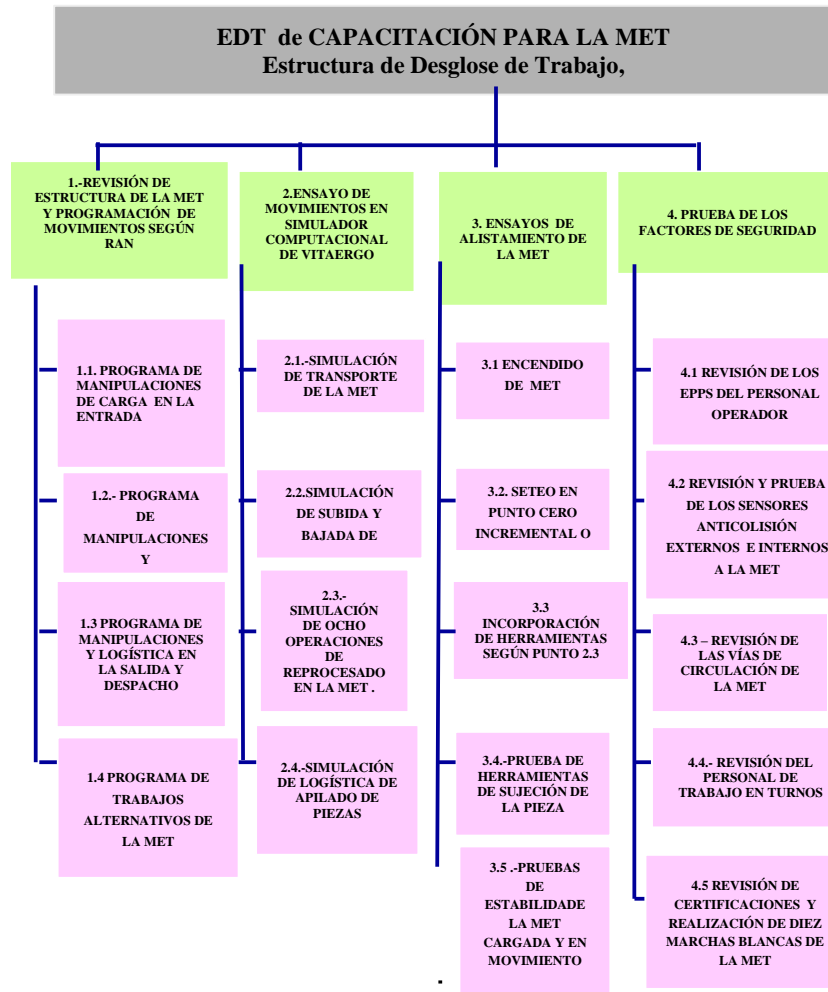 EDT de CAPACITACIÓN PARA LA MET
Estructura de Desglose de Trabajo,
1.-REVISIÓN DE
ESTRUCTURA DE LA MET
Y PROGRAMACIÓN DE
MOVIMIENTOS SEGÚN
RAN
1.1. PROGRAMA DE
MANIPULACIONES
DE CARGA EN LA
ENTRADA
1.2.- PROGRAMA
DE
MANIPULACIONES
Y
1.3 PROGRAMA DE
MANIPULACIONES
Y LOGÍSTICA EN
LA SALIDA Y
DESPACHO
1.4 PROGRAMA DE
TRABAJOS
ALTERNATIVOS DE
LA MET
2.ENSAYO DE
MOVIMIENTOS EN
SIMULADOR
COMPUTACIONAL
DE VITAERGO
2.1.-SIMULACIÓN
DE TRANSPORTE
DE LA MET
2.2.SIMULACIÓN
DE SUBIDA Y
BAJADA DE
2.3.-
SIMULACIÓN
DE OCHO
OPERACIONES
DE
REPROCESADO
EN LA MET .
2.4.-SIMULACIÓN
DE LOGÍSTICA DE
APILADO DE
PIEZAS
3. ENSAYOS DE
ALISTAMIENTO DE
LA MET
3.1 ENCENDIDO
DE MET
3.2. SETEO EN
PUNTO CERO
INCREMENTAL O
3.3
INCORPORACIÓN
DE HERRAMIENTAS
SEGÚN PUNTO 2.3
3.4.-PRUEBA DE
HERRAMIENTAS
DE SUJECIÓN DE
LA PIEZA
3.5 .-PRUEBAS
DE
ESTABILIDADE
LA MET
CARGADA Y EN
MOVIMIENTO
.
4. PRUEBA DE LOS
FACTORES DE SEGURIDAD
4.1 REVISIÓN DE LOS
EPPS DEL PERSONAL
OPERADOR
4.2 REVISIÓN Y PRUEBA
DE LOS SENSORES
ANTICOLISIÓN
EXTERNOS E INTERNOS
A LA MET
4.3 – REVISIÓN DE
LAS VÍAS DE
CIRCULACIÓN DE
LA MET
4.4.- REVISIÓN DEL
PERSONAL DE
TRABAJO EN TURNOS
4.5 REVISIÓN DE
CERTIFICACIONES Y
REALIZACIÓN DE DIEZ
MARCHAS BLANCAS DE
LA MET